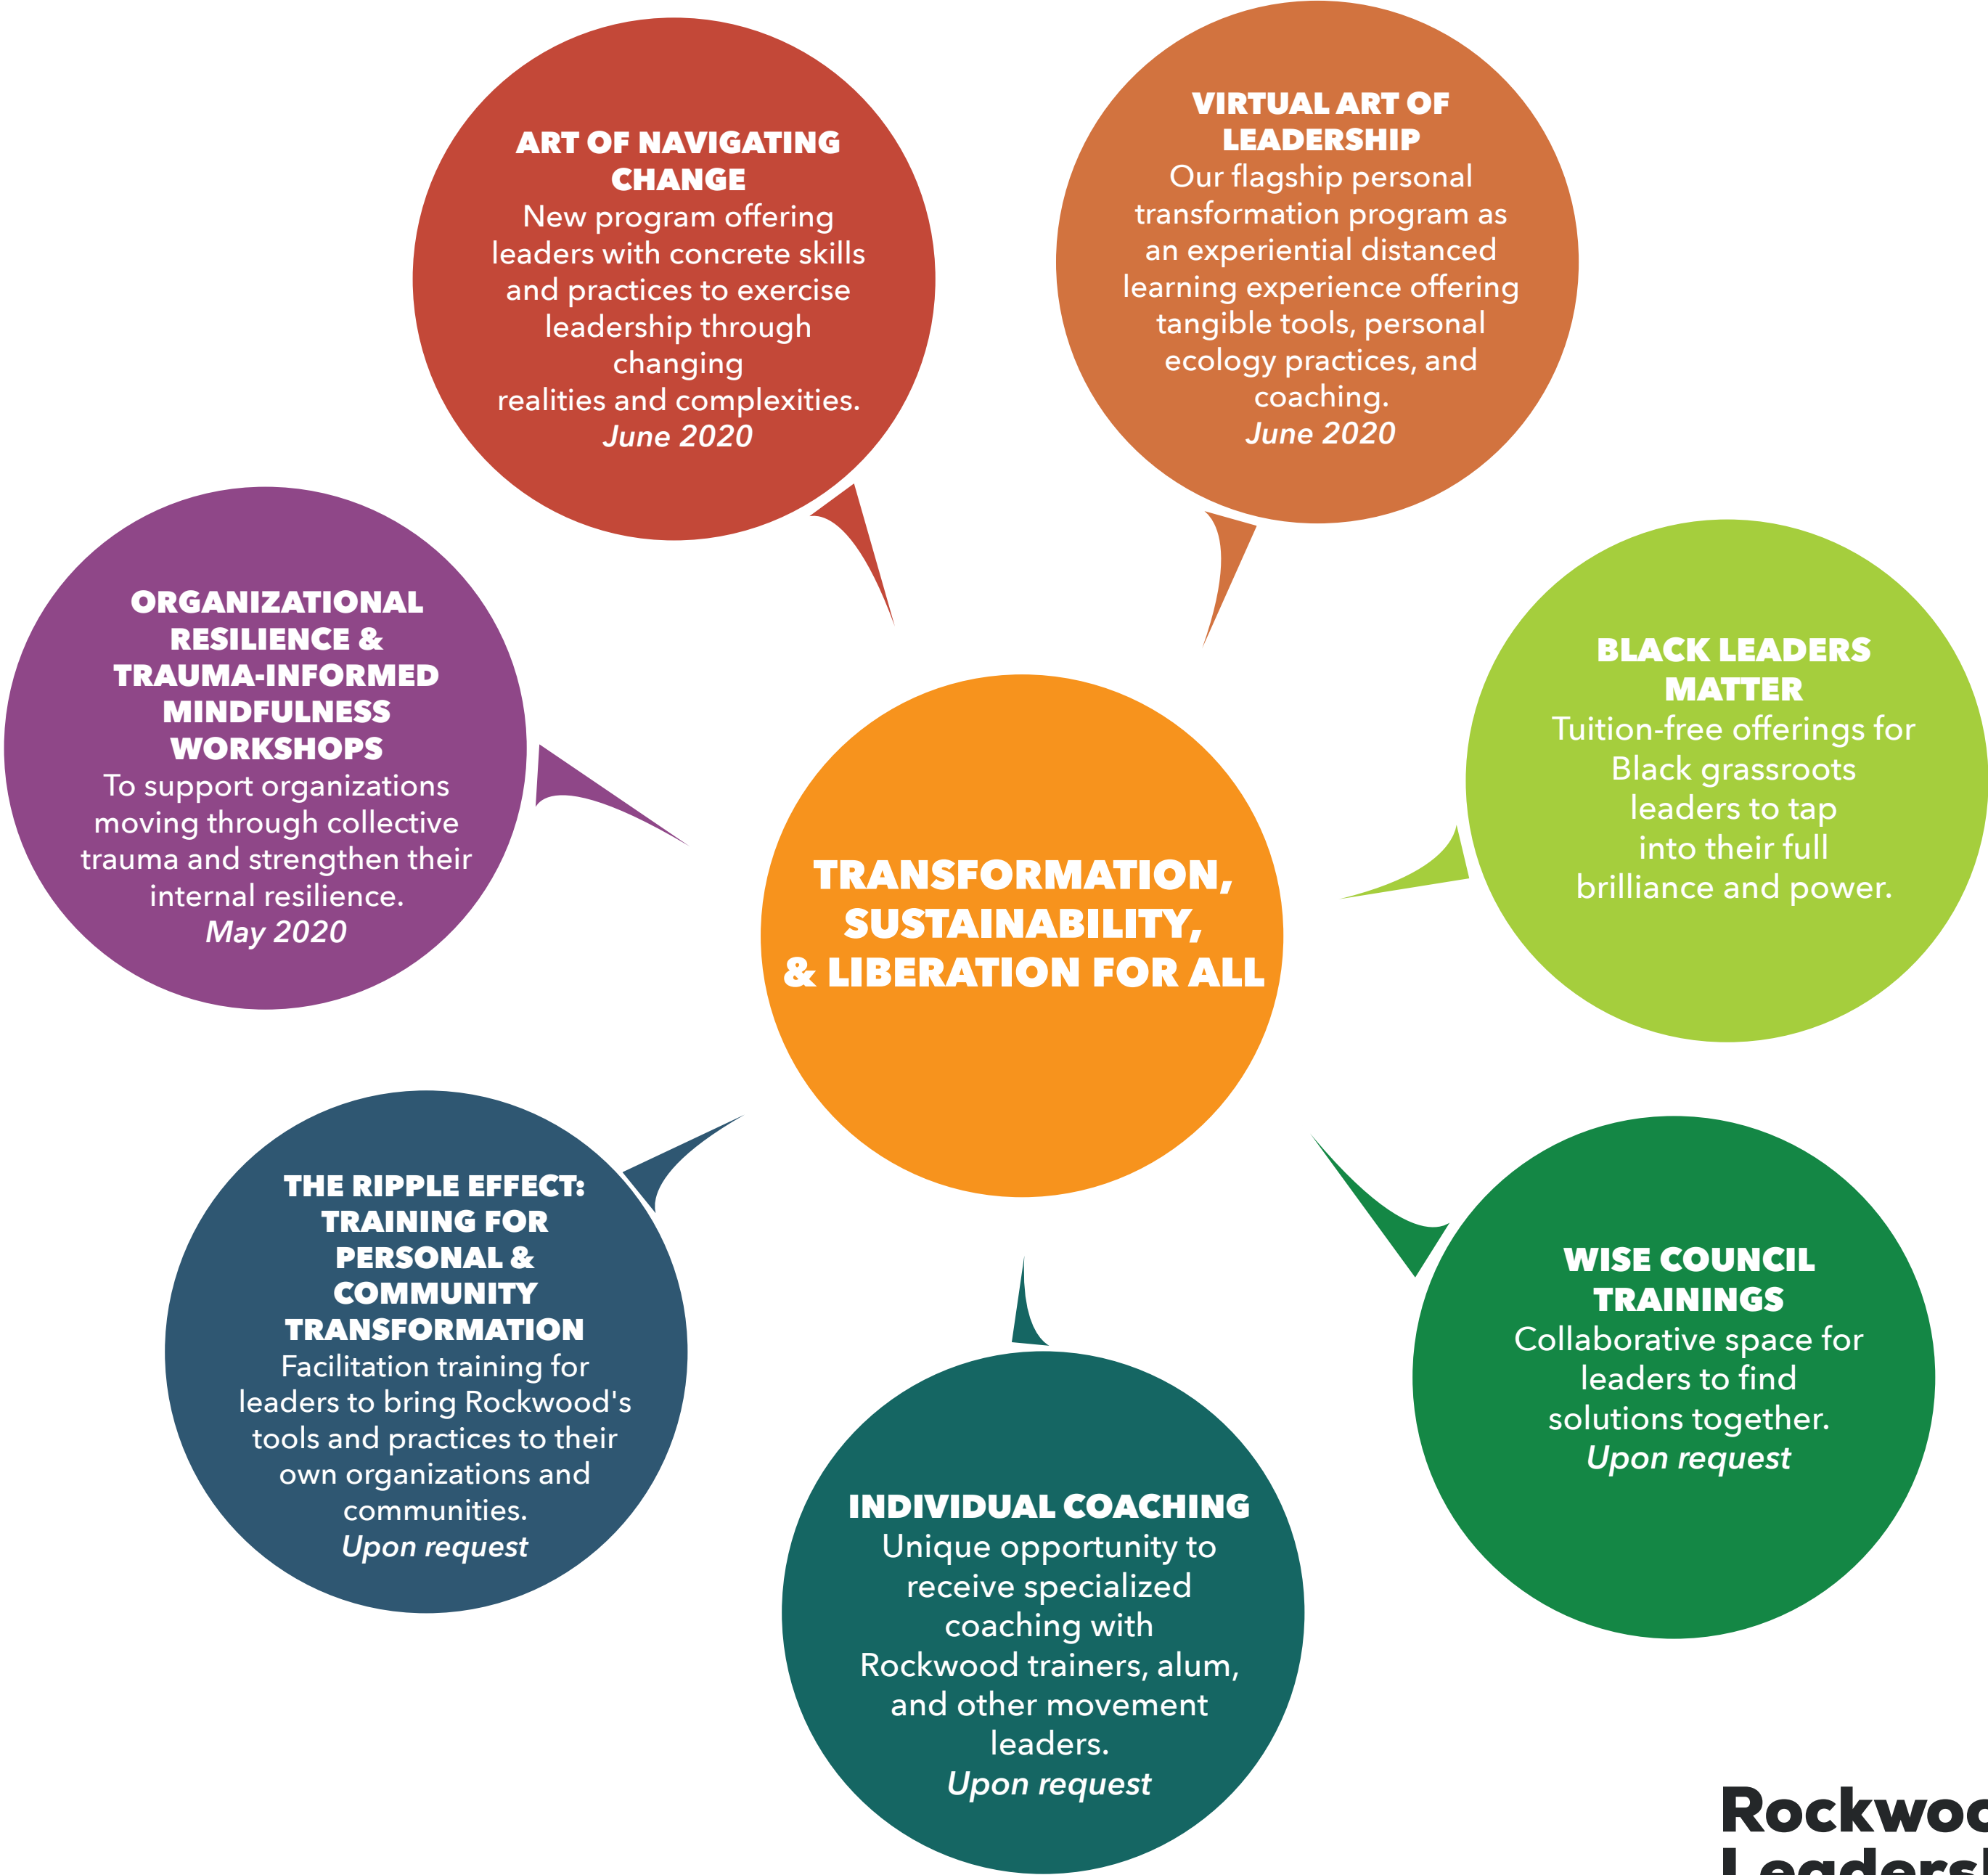 ART OF NAVIGATING
CHANGE
New program offering
leaders with concrete skills
and practices to exercise
leadership through
changing
realities and complexities.
June 2020
VIRTUAL ART OF
LEADERSHIP
Our flagship personal
transformation program as
an experiential distanced
learning experience offering
tangible tools, personal
ecology practices, and
coaching.
June 2020
ORGANIZATIONAL
RESILIENCE &
TRAUMA-INFORMED
MINDFULNESS
WORKSHOPS
To support organizations
moving through collective
trauma and strengthen their
internal resilience.
May 2020
BLACK LEADERS
MATTER
Tuition-free offerings for
Black grassroots
leaders to tap
into their full
brilliance and power.
TRANSFORMATION,
SUSTAINABILITY,
& LIBERATION FOR ALL
THE RIPPLE EFFECT:
TRAINING FOR
PERSONAL &
COMMUNITY
TRANSFORMATION
Facilitation training for
leaders to bring Rockwood's
tools and practices to their
own organizations and
communities.
Upon request
WISE COUNCIL
TRAININGS
Collaborative space for
leaders to find
solutions together.
Upon request
INDIVIDUAL COACHING
Unique opportunity to
receive specialized
coaching with
Rockwood trainers, alum,
and other movement
leaders.
Upon request